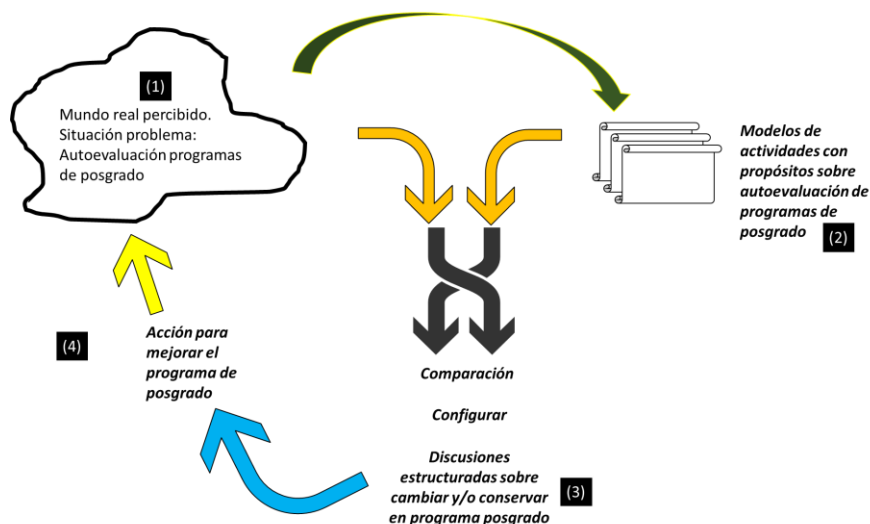 (1)
Mundo real percibido.
Situación problema:
Autoevaluación programas
de posgrado
Modelos de
actividades con
propósitos sobre
autoevaluación de
programas de
posgrado
(2)
Comparación
Configurar
Discusiones
estructuradas sobre
cambiar y/o conservar
en programa posgrado
(3)
(4)
Acción para
mejorar el
programa de
posgrado